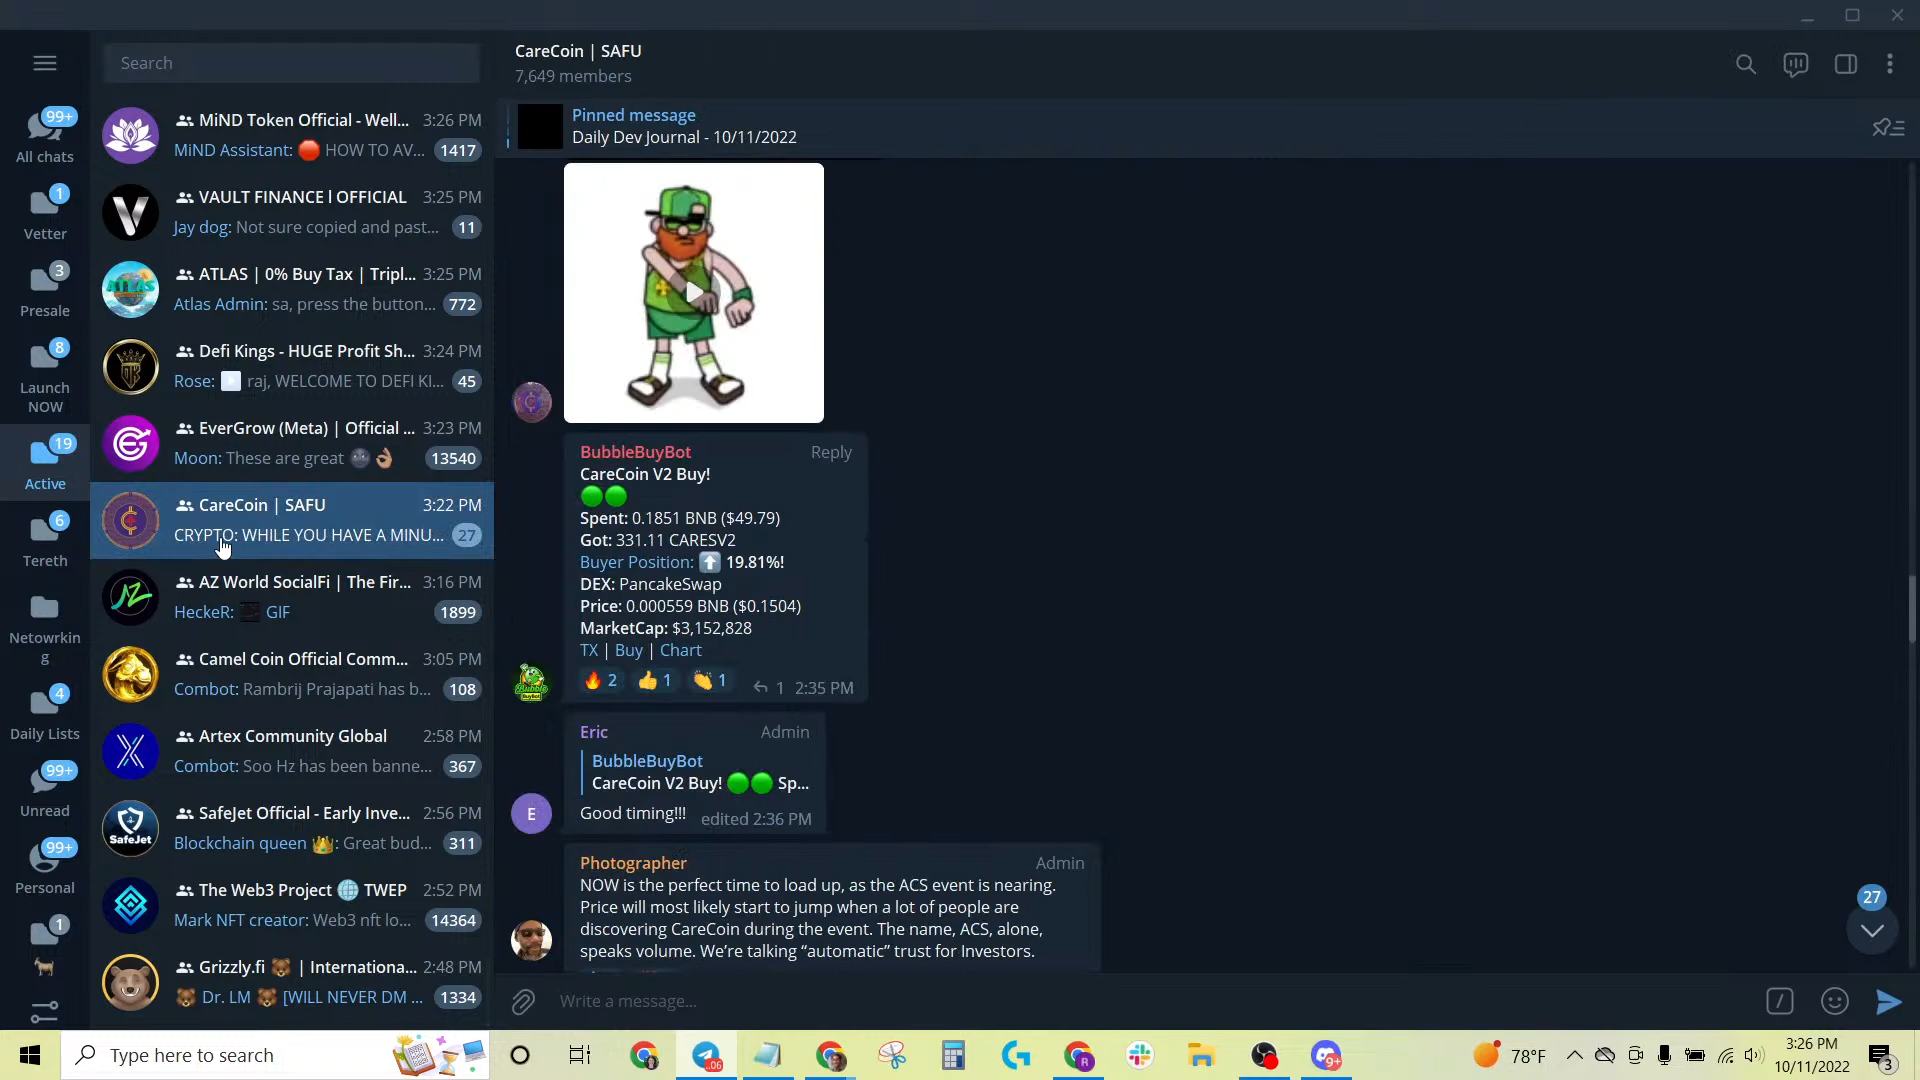 Search
99+
All chats
1
Vetter
3
Presale
8
Launch
NOW
19
Active
6
Tereth
Netowrkin
g
4
Daily Lists
99+
Unread
99+
Personal
1
MiND Token Official - Well... 3:26 PM
MiND Assistant: 🛑 HOW TO AV... 1417
VAULT FINANCE l OFFICIAL 3:25 PM
Jay dog: Not sure copied and past... 11
ATLAS | 0% Buy Tax | Tripl... 3:25 PM
Atlas Admin: sa, press the button... 772
Defi Kings - HUGE Profit Sh... 3:24 PM
Rose: raj, WELCOME TO DEFI KI... 45
EverGrow (Meta) | Official ... 3:23 PM
Moon: These are great 🌚👌🏼 13540
CareCoin | SAFU 3:22 PM
CRYPTO: WHILE YOU HAVE A MINU... 27
AZ World SocialFi | The Fir... 3:16 PM
HeckeR: GIF 1899
Camel Coin Official Comm... 3:05 PM
Combot: Rambrij Prajapati has b... 108
Artex Community Global 2:58 PM
Combot: Soo Hz has been banne... 367
SafeJet
SafeJet Official - Early Inve... 2:56 PM
Blockchain queen 👑: Great bud... 311
The Web3 Project 🌐 TWEP 2:52 PM
Mark NFT creator: Web3 nft lo... 14364
Grizzly.fi 🐻 | Internationa... 2:48 PM
🐻 Dr. LM 🐻 [WILL NEVER DM ... 1334
CareCoin | SAFU
7,649 members
Pinned message
Daily Dev Journal - 10/11/2022
BubbleBuyBot Reply
CareCoin V2 Buy!
🟢🟢
Spent: 0.1851 BNB ($49.79)
Got: 331.11 CARESV2
Buyer Position: ⬆️ 19.81%!
DEX: PancakeSwap
Price: 0.000559 BNB ($0.1504)
MarketCap: $3,152,828
TX | Buy | Chart
🔥 2 👍 1 👏 1 1 2:35 PM
Eric Admin
BubbleBuyBot
CareCoin V2 Buy! 🟢🟢 Sp...
Good timing!!! edited 2:36 PM
E
Photographer Admin
NOW is the perfect time to load up, as the ACS event is nearing.
Price will most likely start to jump when a lot of people are
discovering CareCoin during the event. The name, ACS, alone,
speaks volume. We're talking “automatic” trust for Investors.
27
Write a message...
Type here to search
78°F
3:26 PM
10/11/2022
3